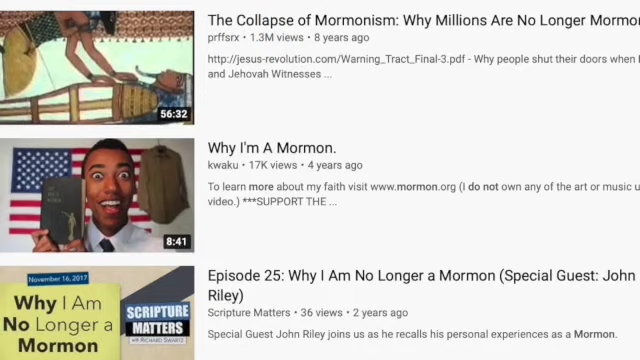 The Collapse of Mormonism: Why Millions Are No Longer Mormo
prffsrx • 1.3M views • 8 years ago
http://jesus-revolution.com/Warning_Tract_Final-3.pdf - Why people shut their doors when
and Jehovah Witnesses ...
56:32
Why I'm A Mormon.
kwaku • 17K views • 4 years ago
To learn more about my faith visit www.mormon.org (I do not own any of the art or music u
video.) ***SUPPORT THE ...
8:41
November 16, 2017
Why I Am
No Longer a
Mormon
SCRIPTURE
MATTERS
WITH RICHARD SWARTZ
Episode 25: Why I Am No Longer a Mormon (Special Guest: John
Riley)
Scripture Matters • 36 views • 2 years ago
Special Guest John Riley joins us as he recalls his personal experiences as a Mormon.